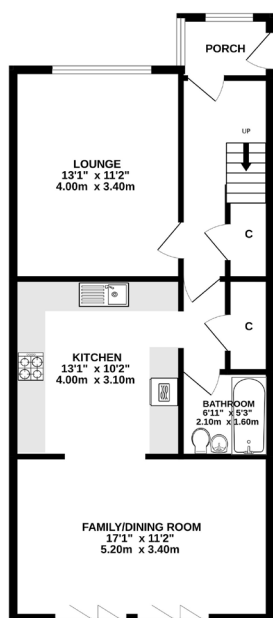 PORCH
UP
LOUNGE
13'1" x 11'2"
4.00m x 3.40m
C
C
KITCHEN
13'1" x 10'2"
4.00m x 3.10m
BATHROOM
6'11" x 5'3"
2.10m x 1.60m
FAMILY/DINING ROOM
17'1" x 11'2"
5.20m x 3.40m